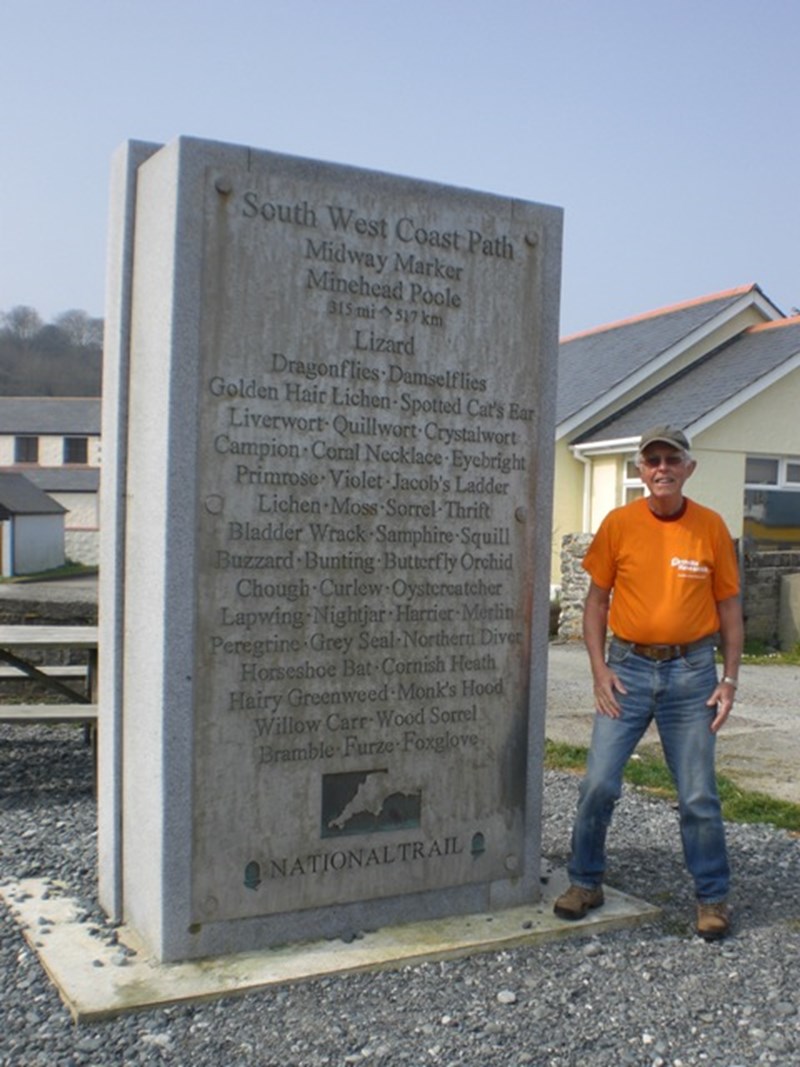 South West Coast Path
Midway Marker
Minehead Poole
315 mi ^ 517 km
Lizard
Dragonflies · Damselflies
Golden Hair Lichen · Spotted Cat's Ear
Liverwort · Quillwort · Crystalwort
Campion · Coral Necklace · Eyebright
Primrose · Violet · Jacob's Ladder
Lichen · Moss · Sorrel · Thrift
Bladder Wrack · Samphire · Squill
Buzzard · Bunting · Butterfly Orchid
Chough · Curlew · Oystercatcher
Lapwing · Nightjar · Harrier · Merlin
Peregrine · Grey Seal · Northern Diver
Horseshoe Bat · Cornish Heath
Hairy Greenweed · Monk's Hood
Willow Carr · Wood Sorrel
Bramble · Furze · Foxglove
NATIONAL TRAIL